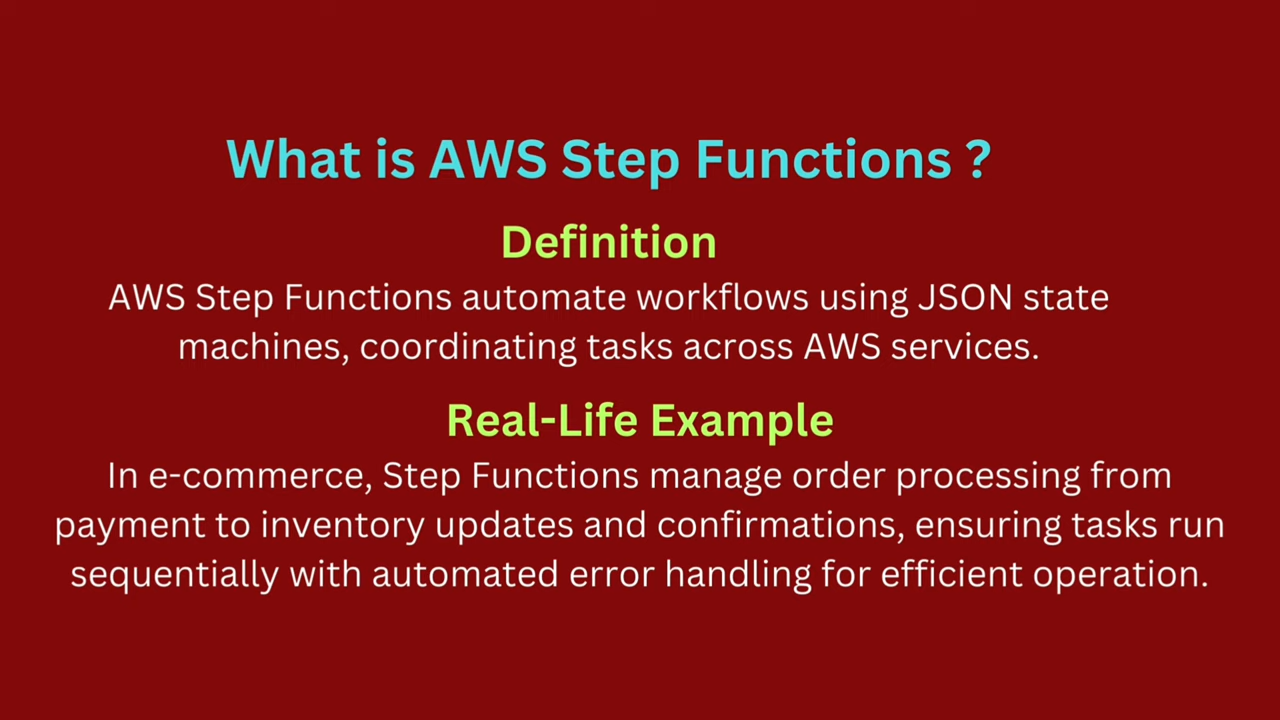 What is AWS Step Functions ?
Definition
AWS Step Functions automate workflows using JSON state
machines, coordinating tasks across AWS services.
Real-Life Example
In e-commerce, Step Functions manage order processing from
payment to inventory updates and confirmations, ensuring tasks run
sequentially with automated error handling for efficient operation.